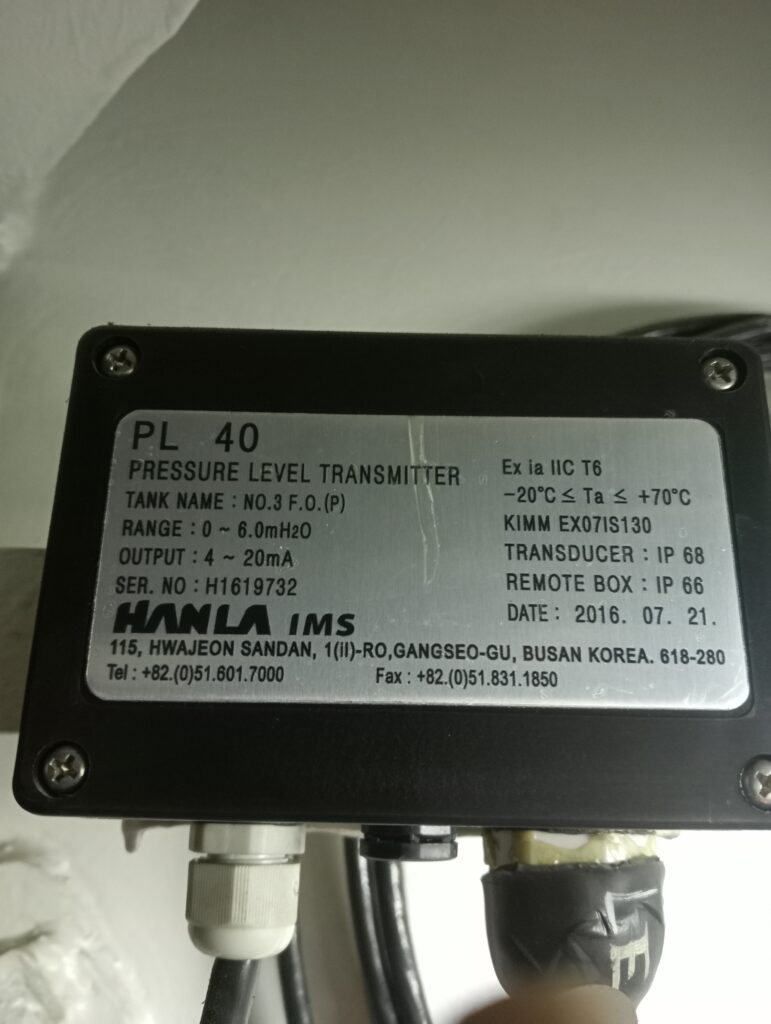 PL 40
PRESSURE LEVEL TRANSMITTER
TANK NAME : NO.3 F.O.(P)
RANGE : 0 ~ 6.0mH2O
OUTPUT : 4 ~ 20mA
SER. NO : H1619732
Ex ia IIC T6
-20°C ≤ Ta ≤ +70°C
KIMM EX07IS130
TRANSDUCER : IP 68
REMOTE BOX : IP 66
DATE : 2016. 07. 21.
HANLA IMS
115, HWAJEON SANDAN, 1(il)-RO,GANGSEO-GU, BUSAN KOREA. 618-280
Tel : +82.(0)51.601.7000 Fax : +82.(0)51.831.1850